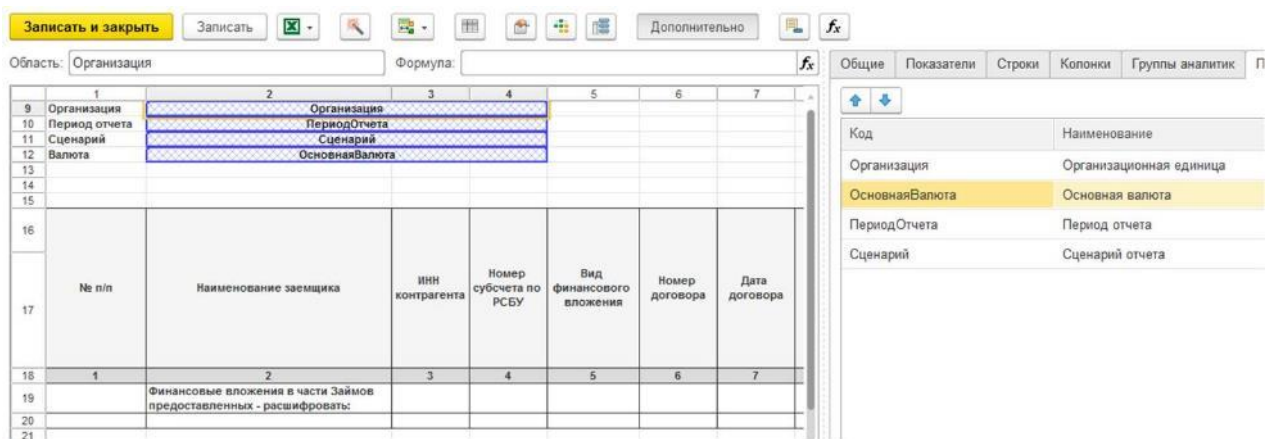 Записать и закрыть Записать Дополнительно fx
Область: Организация Формула: fx
Общие Показатели Строки Колонки Группы аналитик П
1 2 3 4 5 6 7
9 Организация Организация
10 Период отчета ПериодОтчета
11 Сценарий Сценарий
12 Валюта ОсновнаяВалюта
13
14
15
16
17
№ п/п
Наименование заемщика
ИНН
контрагента
Номер
субсчета по
РСБУ
Вид
финансового
вложения
Номер
договора
Дата
договора
18 1 2 3 4 5 6 7
19 Финансовые вложения в части Займов
предоставленных - расшифровать:
20
21
Код Наименование
Организация Организационная единица
ОсновнаяВалюта Основная валюта
ПериодОтчета Период отчета
Сценарий Сценарий отчета